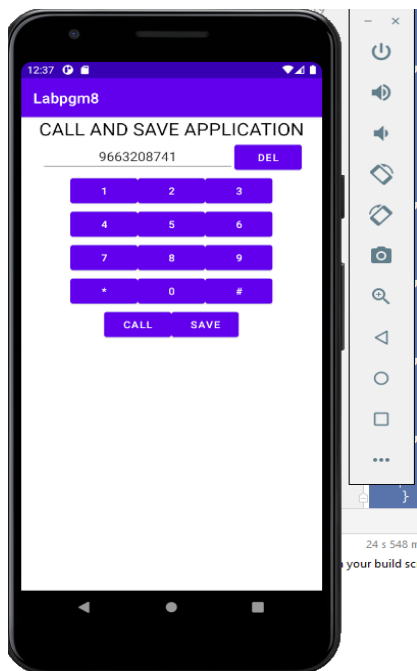 12:37
Labpgm8
CALL AND SAVE APPLICATION
9663208741 DEL
1 2 3
4 5 6
7 8 9
* 0 #
CALL SAVE
}
24 s 548 m
your build sc